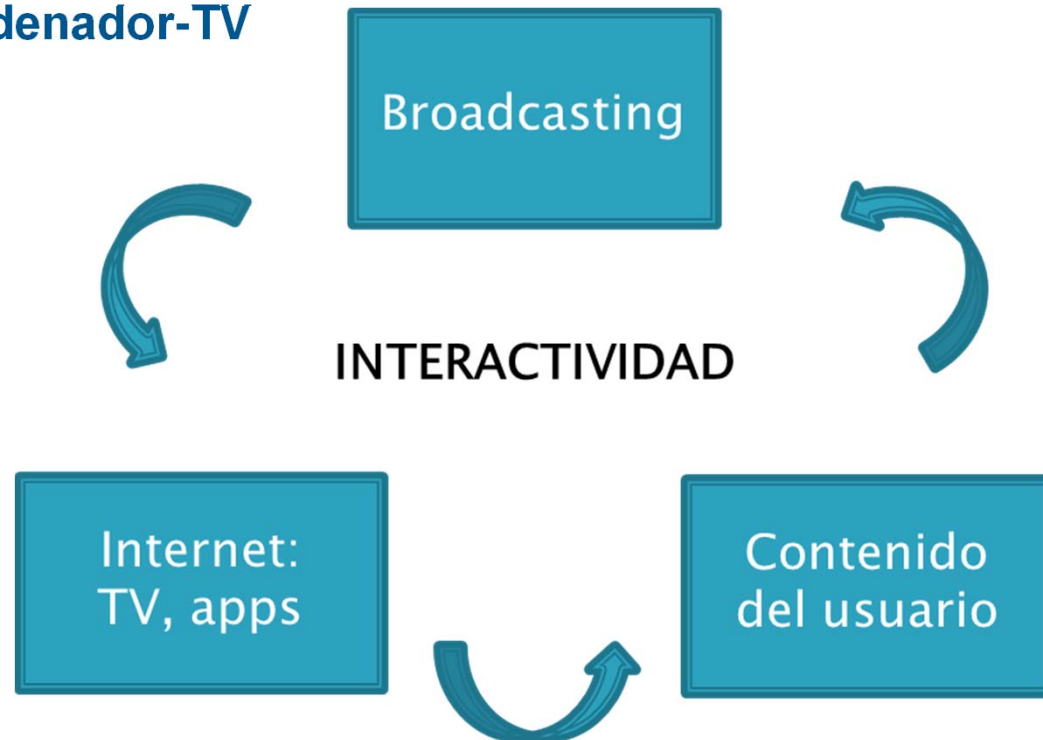 denador-TV
Broadcasting
INTERACTIVIDAD
Internet:
TV, apps
Contenido
del usuario